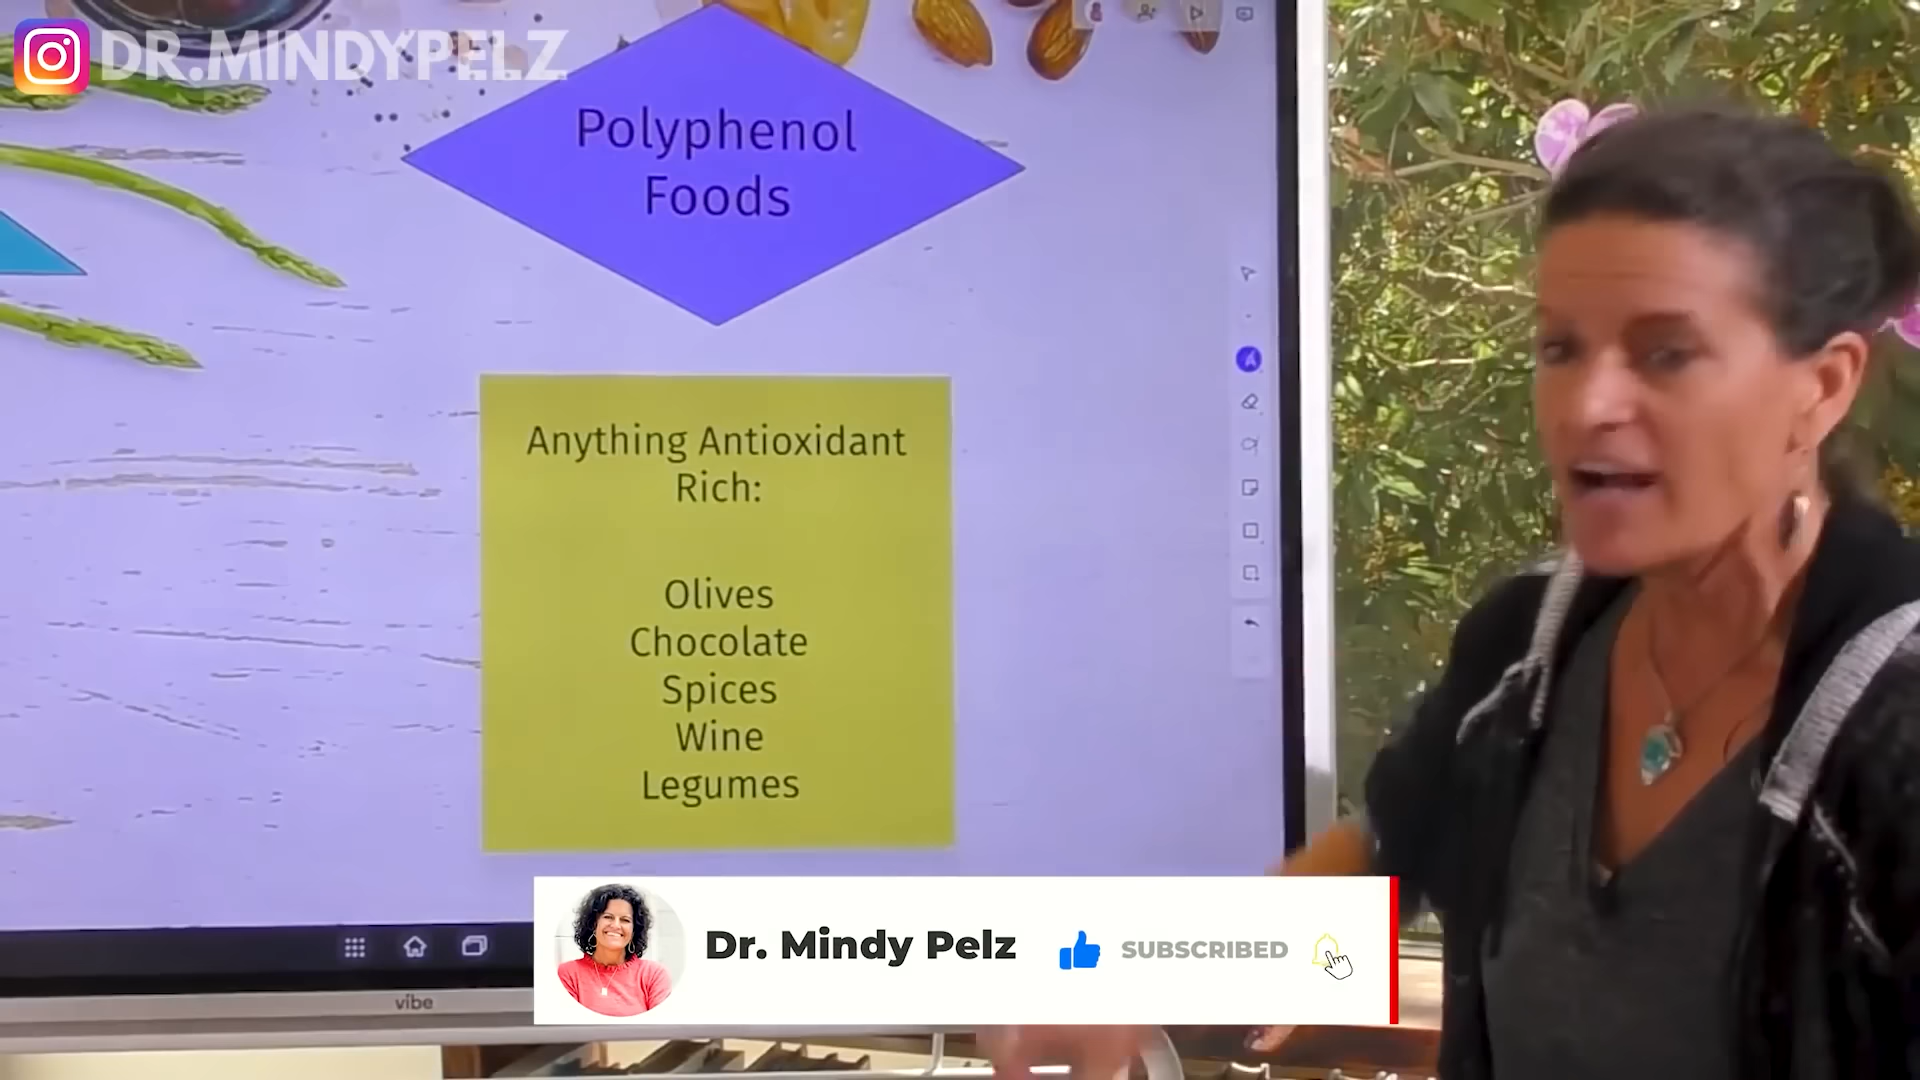 DR.MINDYPELZ
Polyphenol
Foods
Anything Antioxidant
Rich:
Olives
Chocolate
Spices
Wine
Legumes
Dr. Mindy Pelz
SUBSCRIBED
vibe